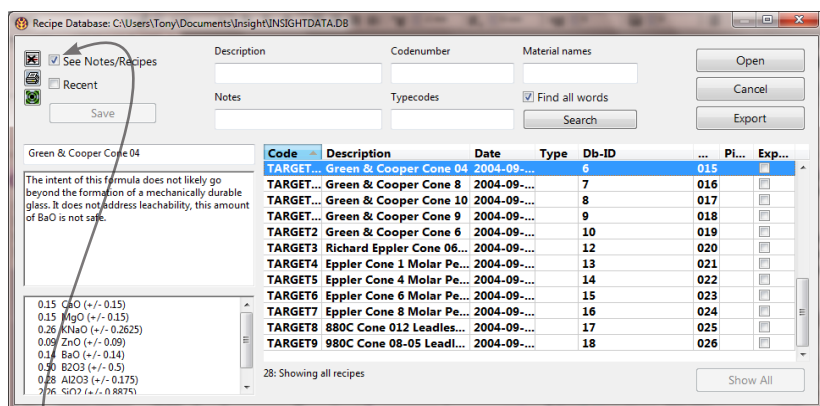 Recipe Database: C:\Users\Tony\Documents\Insight\INSIGHTDATA.DB
See Notes/Recipes
Recent
Save
Description
Codenumber
Material names
Notes
Typecodes
Find all words
Search
Open
Cancel
Export
Green & Cooper Cone 04
The intent of this formula does not likely go
beyond the formation of a mechanically durable
glass. It does not address leachability, this amount
of BaO is not safe.
0.15 CaO (+/- 0.15)
0.15 MgO (+/- 0.15)
0.26 KNaO (+/- 0.2625)
0.09 ZnO (+/- 0.09)
0.14 BaO (+/- 0.14)
0.50 B2O3 (+/- 0.5)
0.28 Al2O3 (+/- 0.175)
2.26 SiO2 (+/- 0.8875)
Code Description Date Type Db-ID ... Pi... Exp...
TARGET... Green & Cooper Cone 04 2004-09-... 6 015
TARGET... Green & Cooper Cone 8 2004-09-... 7 016
TARGET... Green & Cooper Cone 10 2004-09-... 8 017
TARGET... Green & Cooper Cone 9 2004-09-... 9 018
TARGET2 Green & Cooper Cone 6 2004-09-... 10 019
TARGET3 Richard Eppler Cone 06... 2004-09-... 12 020
TARGET4 Eppler Cone 1 Molar Pe... 2004-09-... 13 021
TARGET5 Eppler Cone 4 Molar Pe... 2004-09-... 14 022
TARGET6 Eppler Cone 6 Molar Pe... 2004-09-... 15 023
TARGET7 Eppler Cone 8 Molar Pe... 2004-09-... 16 024
TARGET8 880C Cone 012 Leadles... 2004-09-... 17 025
TARGET9 980C Cone 08-05 Leadl... 2004-09-... 18 026
28: Showing all recipes
Show All